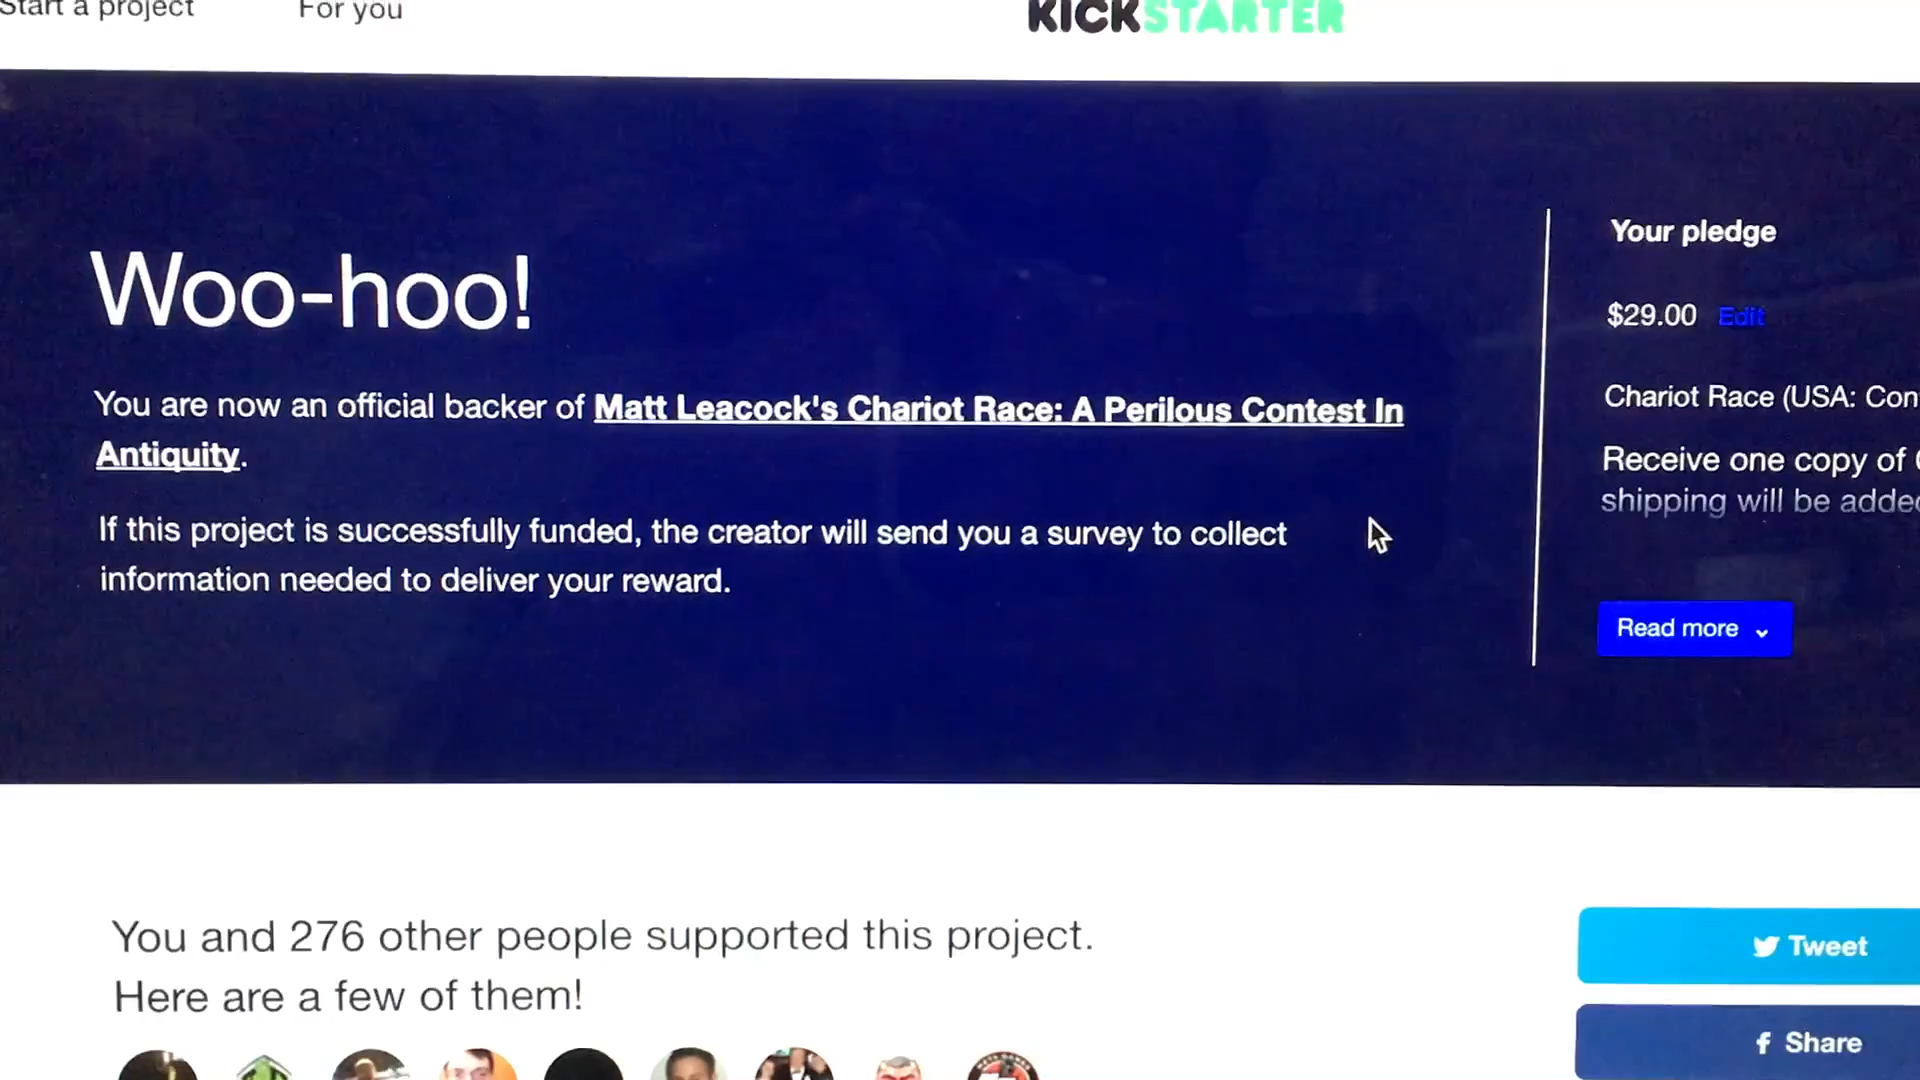 Start a project
For you
KICKSTARTER
Woo-hoo!
You are now an official backer of Matt Leacock's Chariot Race: A Perilous Contest In
Antiquity.
If this project is successfully funded, the creator will send you a survey to collect
information needed to deliver your reward.
Your pledge
$29.00 Edit
Chariot Race (USA:
Receive one copy of
shipping will be added
Read more
You and 276 other people supported this project.
Here are a few of them!
Tweet
Share